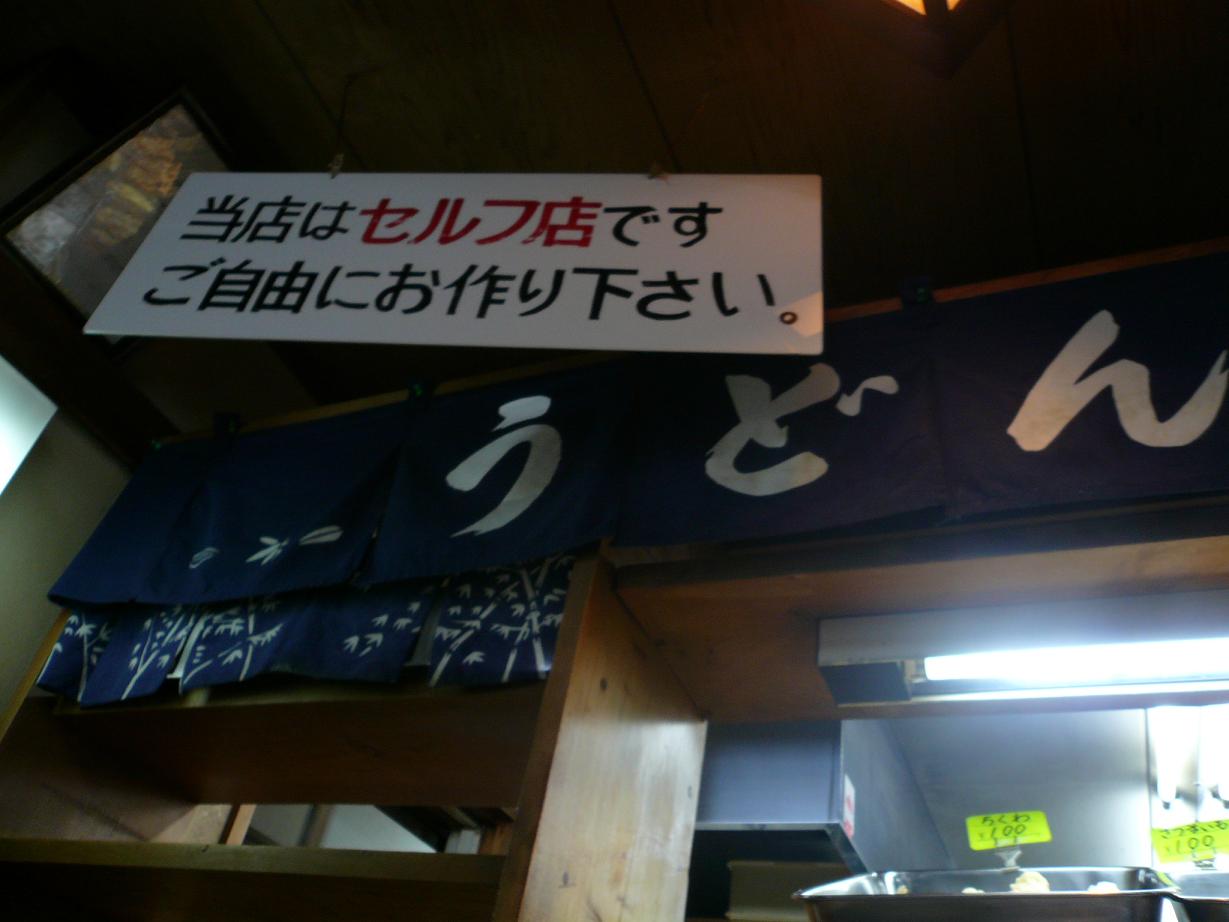 当店はセルフ店です
ご自由にお作り下さい。
うどん
ちくわ
¥100
さつまいも
¥100